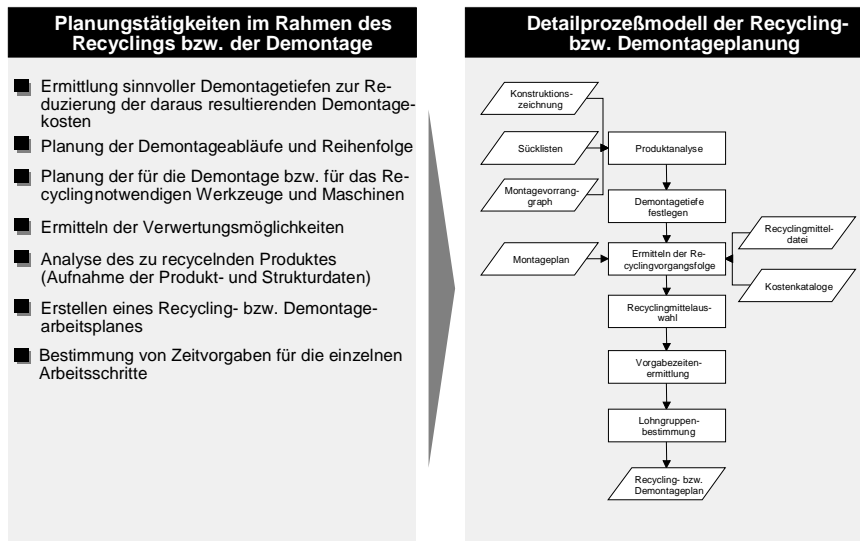 Planungstätigkeiten im Rahmen des
Recyclings bzw. der Demontage
Ermittlung sinnvoller Demontagetiefen zur Re-
duzierung der daraus resultierenden Demontage-
kosten
Planung der Demontageabläufe und Reihenfolge
Planung der für die Demontage bzw. für das Re-
cyclingnotwendigen Werkzeuge und Maschinen
Ermitteln der Verwertungsmöglichkeiten
Analyse des zu recycelnden Produktes
(Aufnahme der Produkt- und Strukturdaten)
Erstellen eines Recycling- bzw. Demontage-
arbeitsplanes
Bestimmung von Zeitvorgaben für die einzelnen
Arbeitsschritte
Detailprozeßmodell der Recycling-
bzw. Demontageplanung
Konstruktions-
zeichnung
Sücklisten
Produktanalyse
Montagevorrang-
graph
Demontagetiefe
festlegen
Recyclingmittel-
datei
Montageplan
Ermitteln der Re-
cyclingvorgangsfolge
Kostenkataloge
Recyclingmittelaus-
wahl
Vorgabezeiten-
ermittlung
Lohngruppen-
bestimmung
Recycling- bzw.
Demontageplan